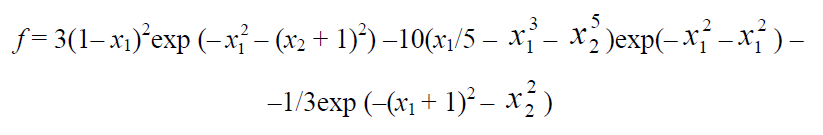 f = 3(1– x₁)²exp (–x₁² – (x₂ + 1)²) –10(x₁/5 – x₁³ – x₂⁵)exp(–x₁² –x₁²) –
–1/3exp (–(x₁ + 1)² – x₂²)